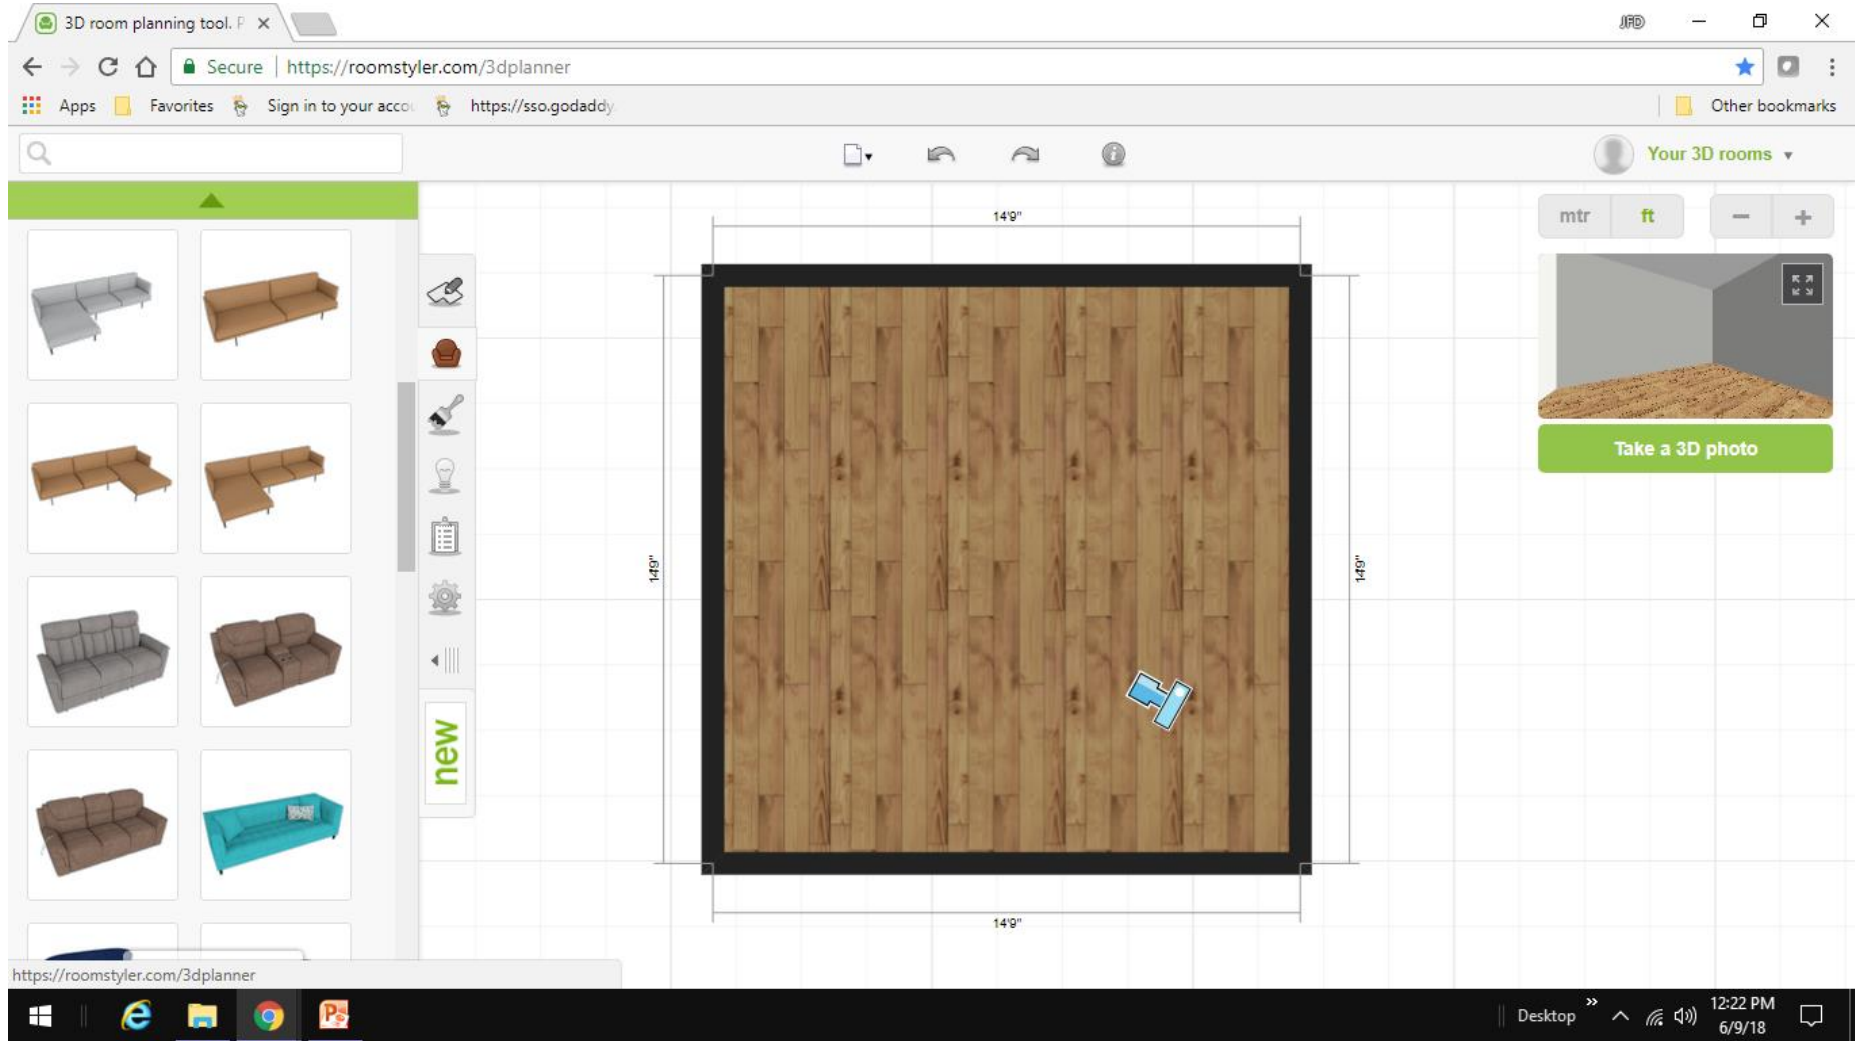 3D room planning tool. P
JFD
Secure | https://roomstyler.com/3dplanner
Apps Favorites Sign in to your acco https://sso.godaddy Other bookmarks
Your 3D rooms
mtr ft
14'9"
14'9"
14'9"
14'9"
Take a 3D photo
new
https://roomstyler.com/3dplanner
Desktop
12:22 PM
6/9/18